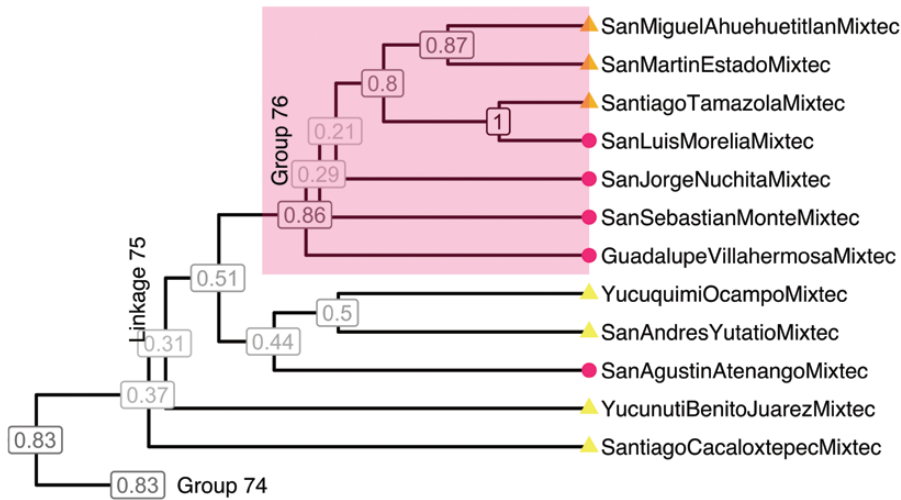 SanMiguelAhuehuetitlanMixtec
0.87
SanMartinEstadoMixtec
0.8
SantiagoTamazolaMixtec
1
0.21
SanLuisMoreliaMixtec
Group 76
0.29
SanJorgeNuchitaMixtec
0.86
SanSebastianMonteMixtec
GuadalupeVillahermosaMixtec
Linkage 75
0.51
YucuquimiOcampoMixtec
0.5
SanAndresYutatioMixtec
0.44
0.31
SanAgustinAtenangoMixtec
0.37
YucunutiBenitoJuarezMixtec
0.83
SantiagoCacaloxtepecMixtec
0.83 Group 74